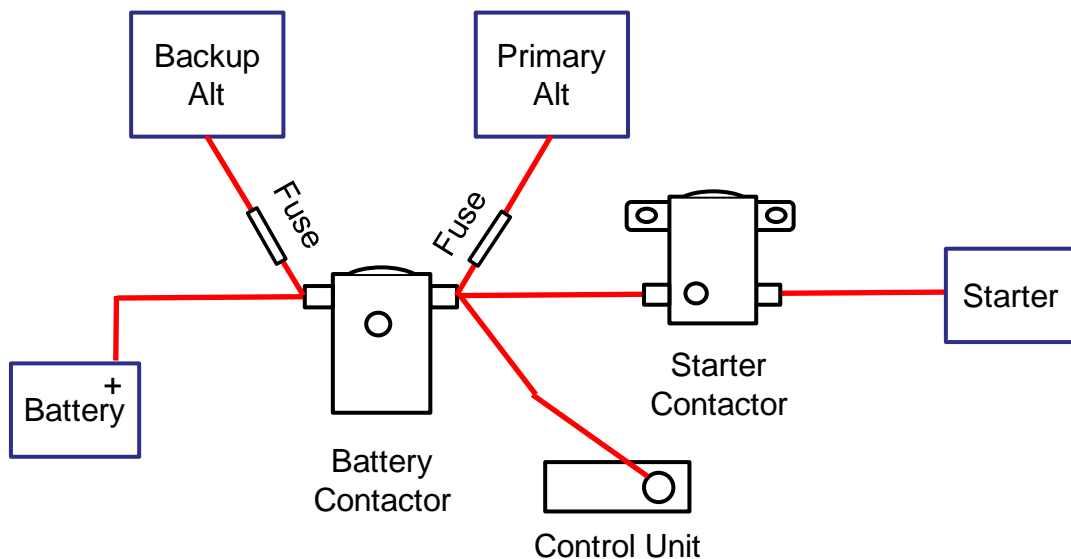 Backup
Alt
Primary
Alt
Fuse
Fuse
Starter
+
Battery
Starter
Contactor
Battery
Contactor
Control Unit